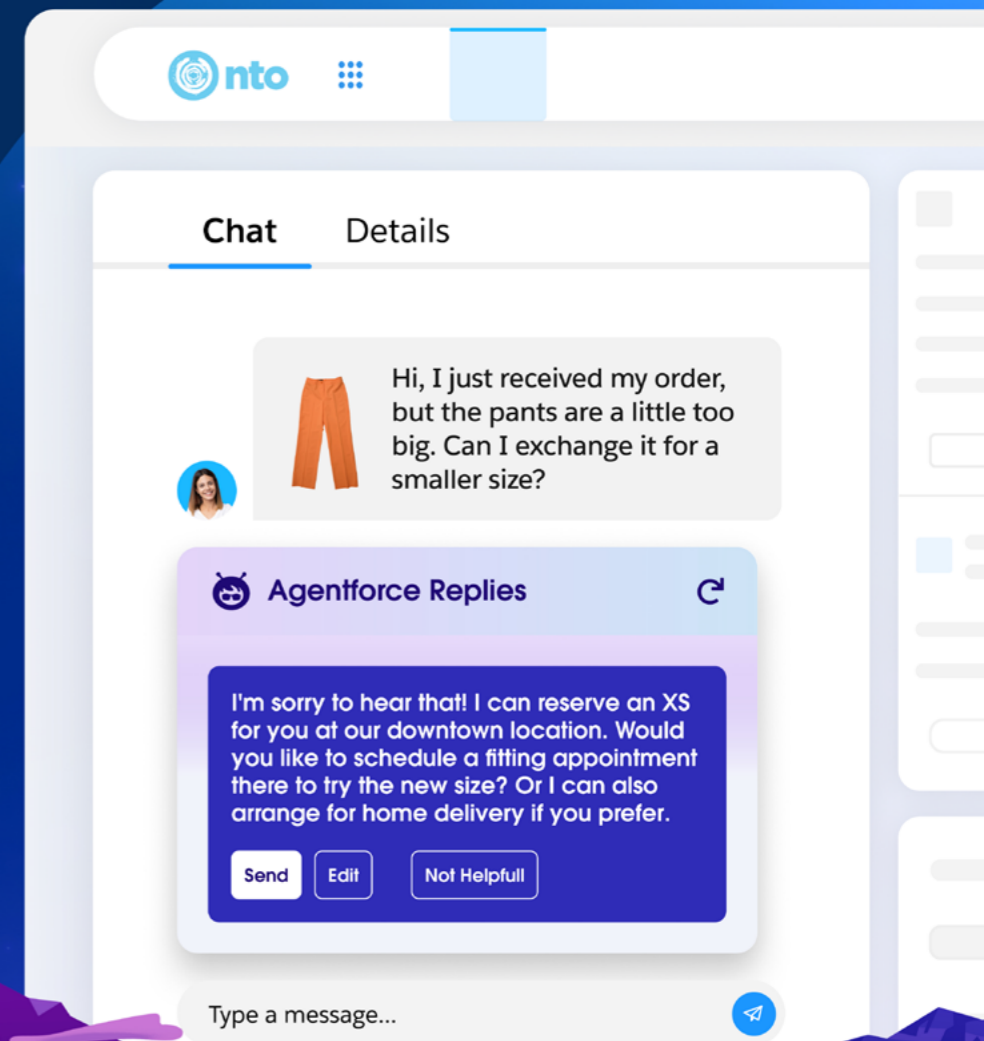 nto
Chat
Details
Hi, I just received my order,
but the pants are a little too
big. Can I exchange it for a
smaller size?
Agentforce Replies
I'm sorry to hear that! I can reserve an XS
for you at our downtown location. Would
you like to schedule a fitting appointment
there to try the new size? Or I can also
arrange for home delivery if you prefer.
Send
Edit
Not Helpfull
Type a message...